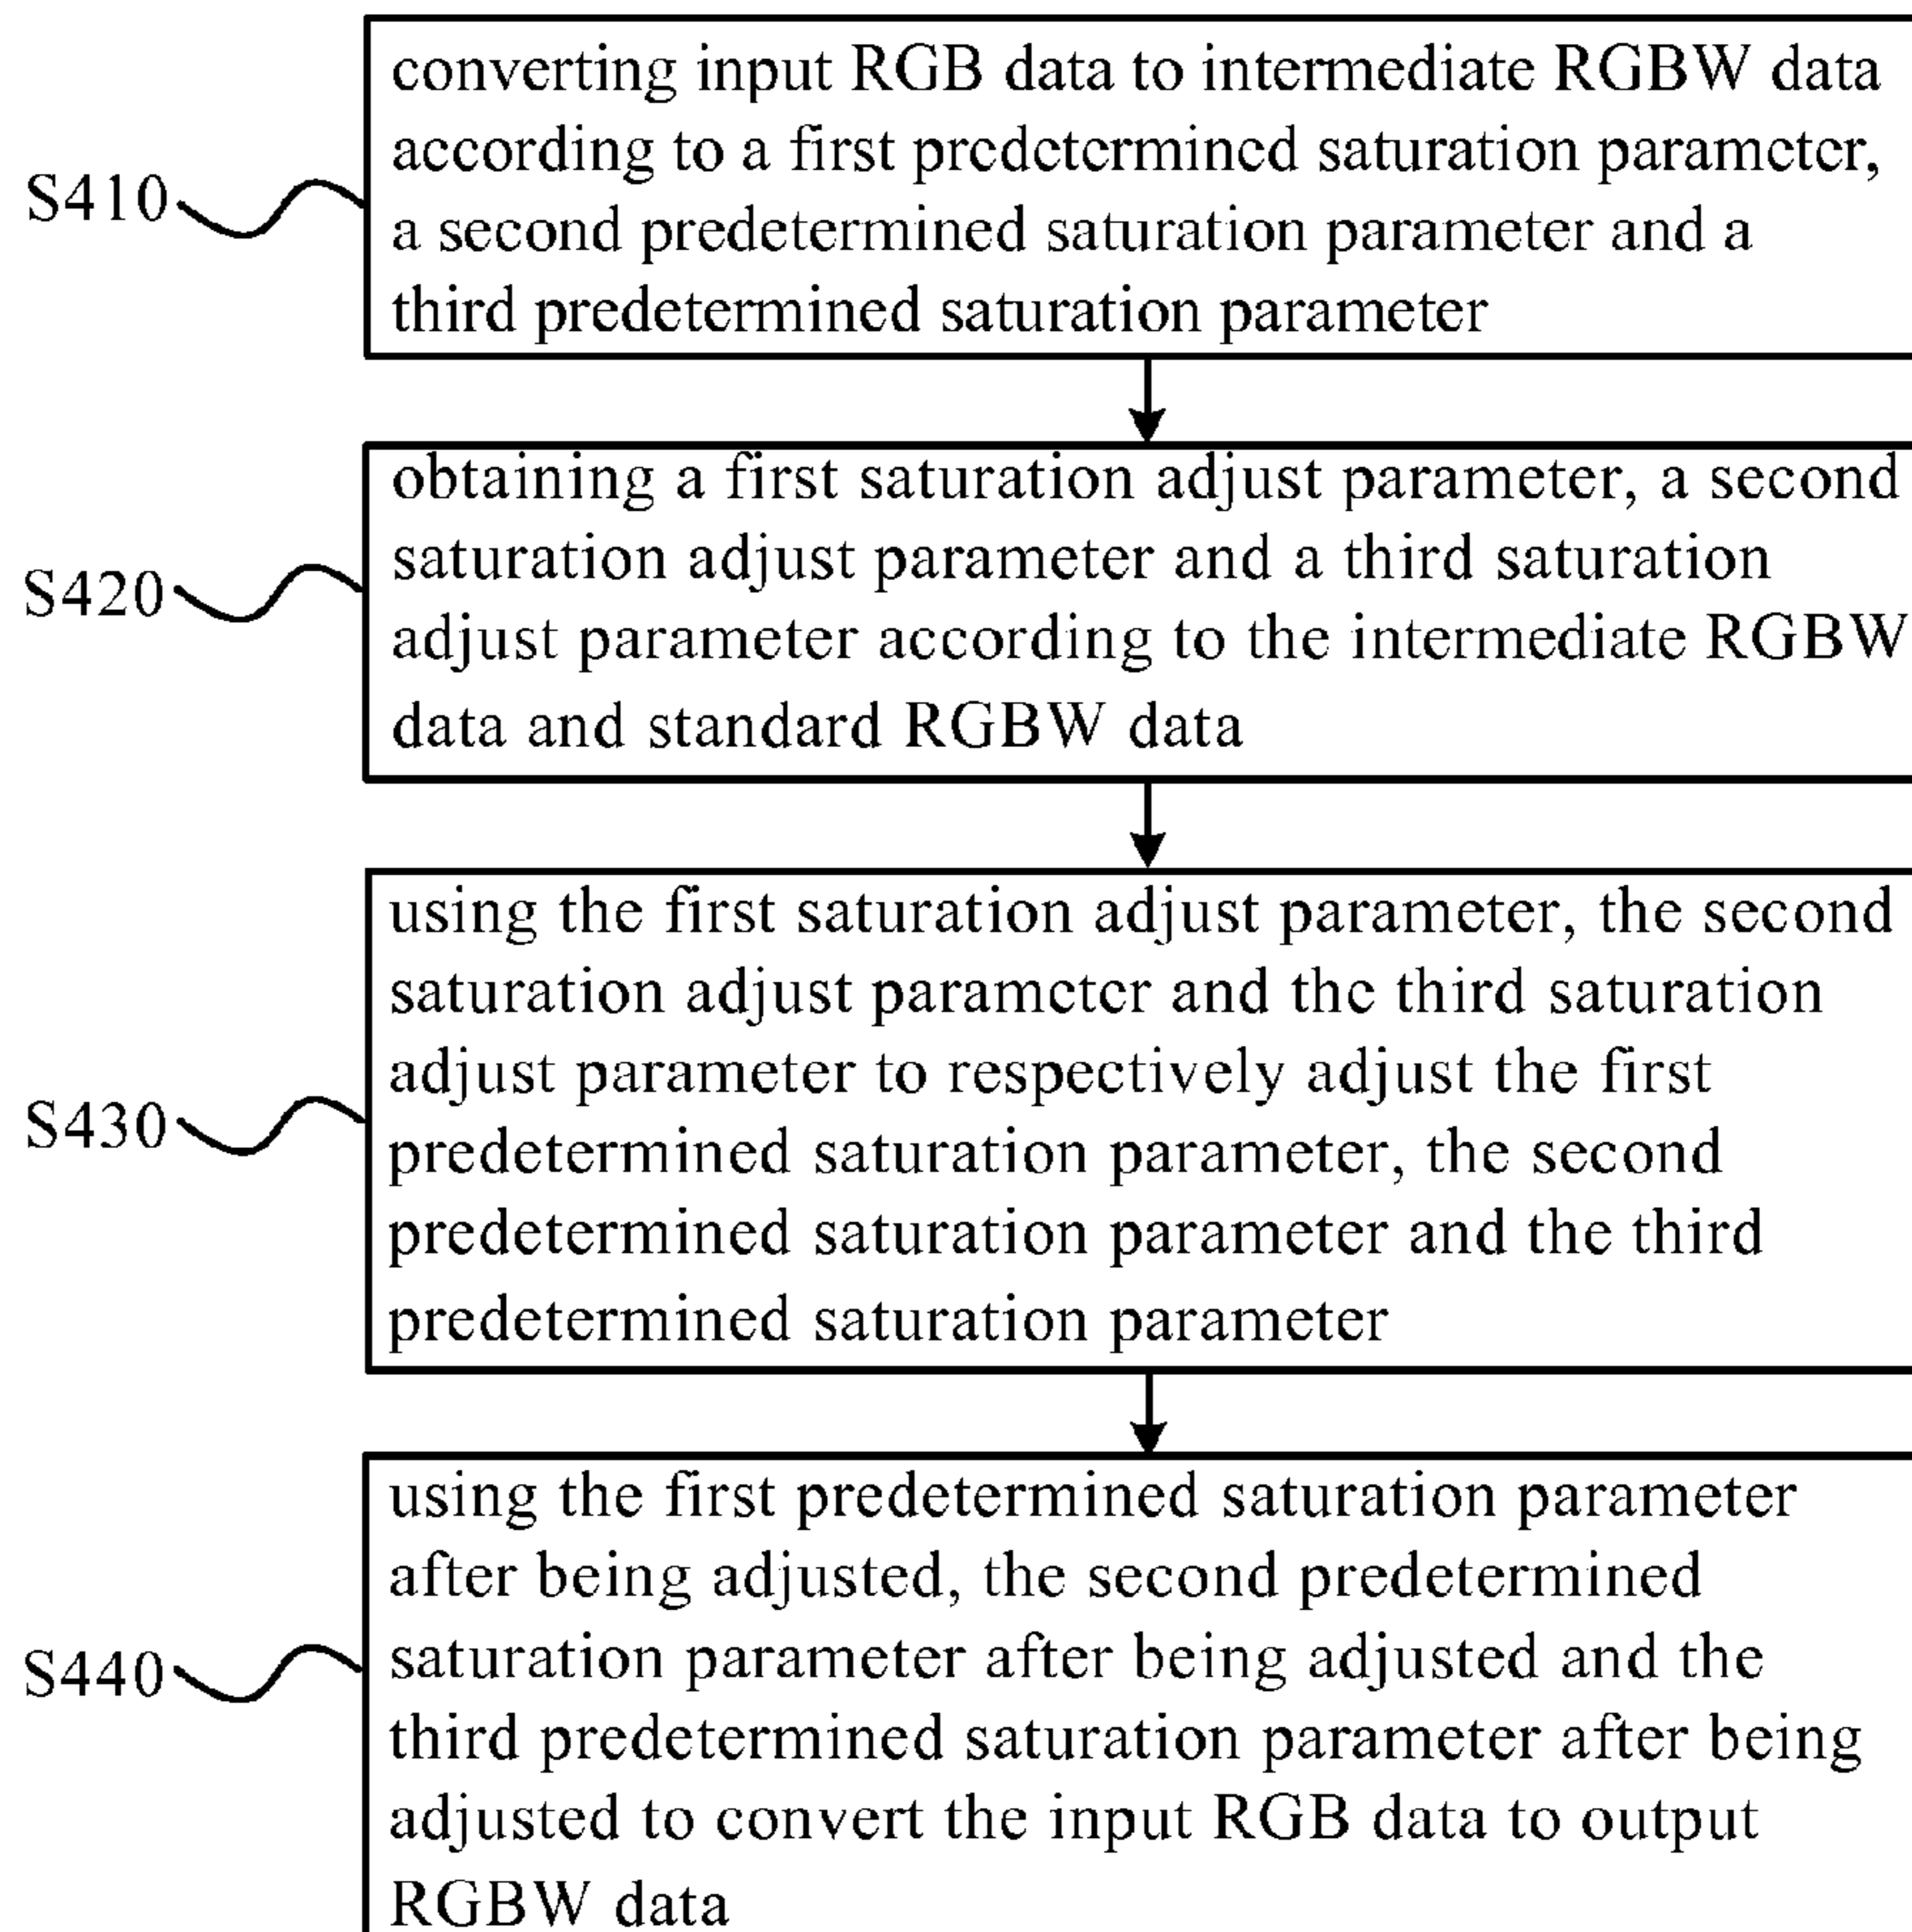 converting input RGB data to intermediate RGBW data
according to a first predetermined saturation parameter,
S410
a second predetermined saturation parameter and a
third predetermined saturation parameter
obtaining a first saturation adjust parameter, a second
saturation adjust parameter and a third saturation
S420
adjust parameter according to the intermediate RGBW
data and standard RGBW data
using the first saturation adjust parameter, the second
saturation adjust parameter and the third saturation
adjust parameter to respectively adjust the first
S430
predetermined saturation parameter, the second
predetermined saturation parameter and the third
predetermined saturation parameter
using the first predetermined saturation parameter
after being adjusted, the second predetermined
S440
saturation parameter after being adjusted and the
third predetermined saturation parameter after being
adjusted to convert the input RGB data to output
RGBW data